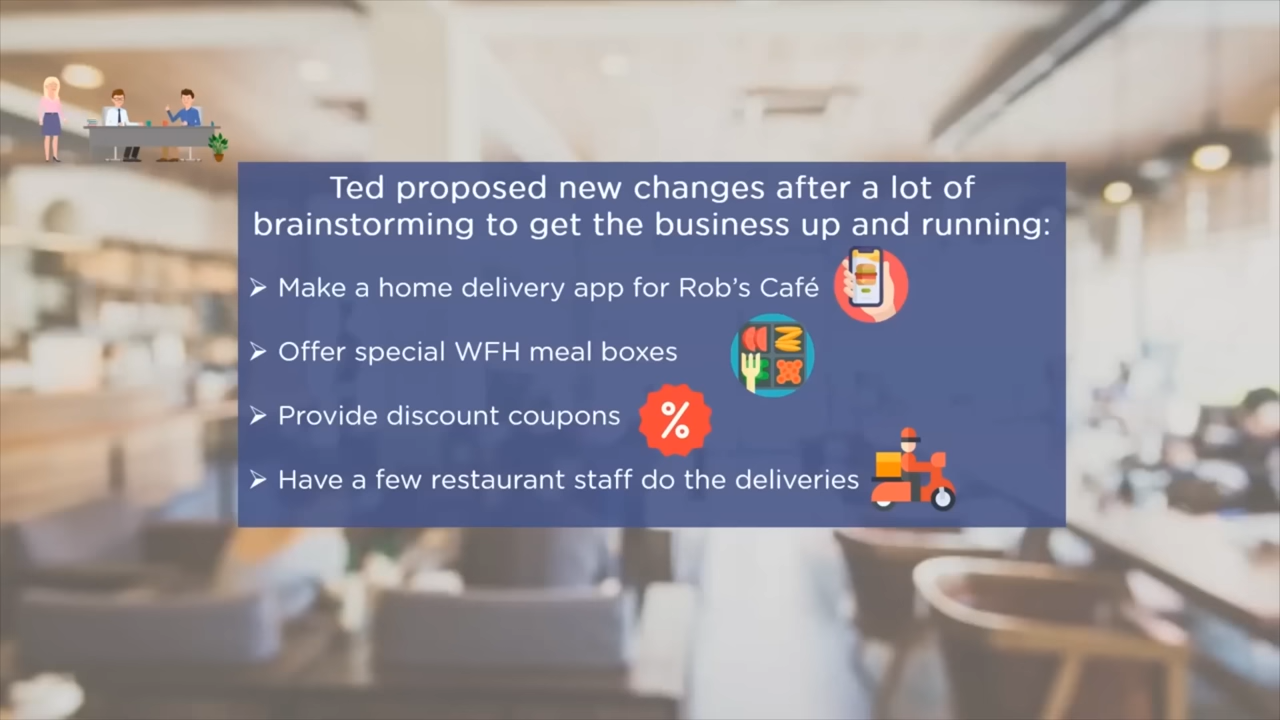 Ted proposed new changes after a lot of
brainstorming to get the business up and running:
➢ Make a home delivery app for Rob's Café
➢ Offer special WFH meal boxes
➢ Provide discount coupons
%
➢ Have a few restaurant staff do the deliveries